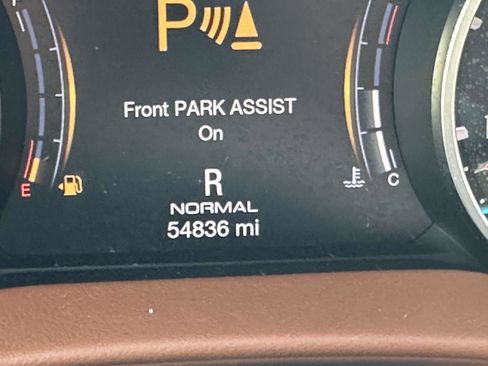 P
Front PARK ASSIST
On
R
E
C
NORMAL
54836 mi